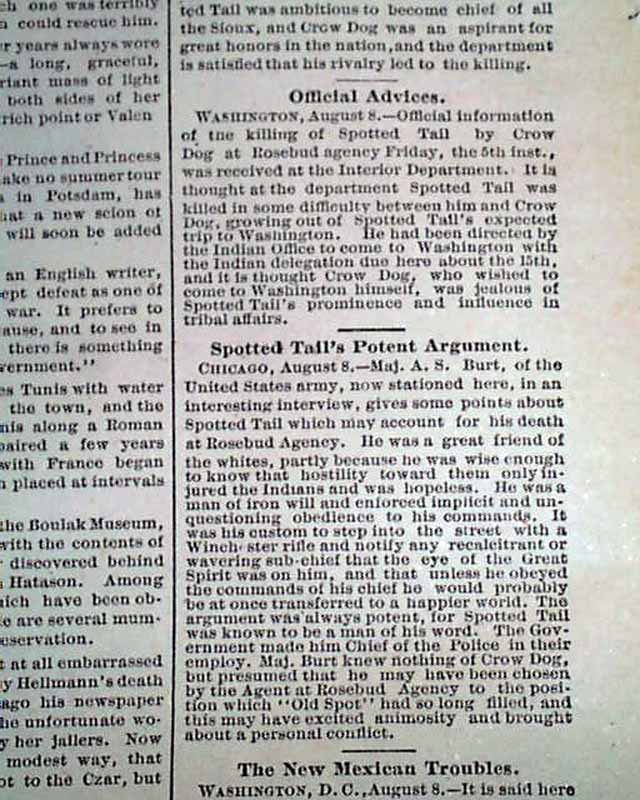 ch one was terribly
n could rescue him.
r years always wore
—a long, graceful,
riant mass of light
both sides of her
rich point or Valen
Prince and Princess
ake no summer tour
s in Potsdam, has
hat a new scion of
will soon be added
an English writer,
ept defeat as one of
war. It prefers to
ause, and to see in
there is something
vernment."
es Tunis with water
the town, and the
nis along a Roman
paired a few years
with France began
n placed at intervals
the Boulak Museum,
with the contents of
r discovered behind
Hatason. Among
hich have been ob-
e are several mum-
eservation.
t at all embarrassed
y Hellmann's death
ago his newspaper
he unfortunate wo-
y her jailers. Now
modest way, that
ot to the Czar, but
ted Tail was ambitious to become chief of all
the Sioux, and Crow Dog was an aspirant for
great honors in the nation, and the department
is satisfied that his rivalry led to the killing.
Official Advices.
WASHINGTON, August 8.—Official information
of tne killing of Spotted Tail by Crow
Dog at Rosebud agency Friday, the 5th inst.,
was received at the Interior Department. It is
thought at the department Spotted Tail was
killed in some difficulty between him and Crow
Dog, growing out of Spotted Tail's expected
trip to Washington. He had been directed by
the Indian Office to come to Washington with
the Indian delegation due here about the 15th,
and it is thought Crow Dog, who wished to
come to Washington himself, was jealous of
Spotted Tail's prominence and influence in
tribal affairs.
Spotted Tail's Potent Argument.
CHICAGO, August 8.—Maj. A. S. Burt, of the
United States army, now stationed here, in an
interesting interview, gives some points about
Spotted Tail which may account for his death
at Rosebud Agency. He was a great friend of
the whites, partly because he was wise enough
to know that hostility toward them only in-
jured the Indians and was hopeless. He was a
man of iron will and enforced implicit and un-
questioning obedience to his commands. It
was his custom to step into the street with a
Winch ster rifle and notify any recalcitrant or
wavering sub-chief that the eye of the Great
Spirit was on him, and that unless he obeyed
the commands of his chief he would probably
be at once transferred to a happier world. The
argument was always potent, for Spotted Tail
was known to be a man of his word. The Gov-
ernment made him Chief of the Police in their
employ. Maj. Burt knew nothing of Crow Dog,
but presumed that he may have been chosen
by the Agent at Rosebud Agency to the posi-
tion which "Old Spot" had so long filled, and
this may have excited animosity and brought
about a personal conflict.
The New Mexican Troubles.
WASHINGTON, D. C., August 8.—It is said here